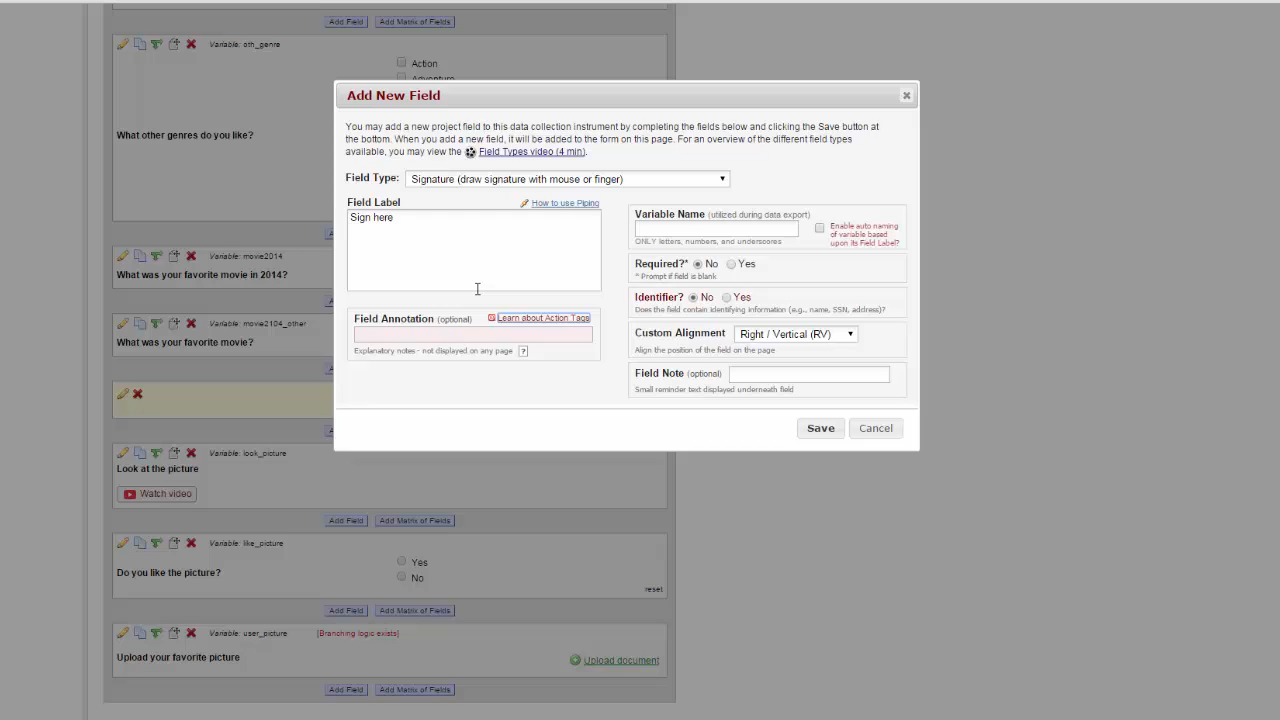 Add Field Add Matrix of Fields
Variable: oth_genre
Action
Adventure
What other genres do you like?
Variable: movie2014
What was your favorite movie in 2014?
Variable: movie2104_other
What was your favorite movie?
Variable: look_picture
Look at the picture
Watch video
Add Field Add Matrix of Fields
Variable: like_picture
Yes
Do you like the picture?
No
reset
Add Field Add Matrix of Fields
Variable: user_picture [Branching logic exists]
Upload your favorite picture
Upload document
Add Field Add Matrix of Fields
Add New Field
You may add a new project field to this data collection instrument by completing the fields below and clicking the Save button at
the bottom. When you add a new field, it will be added to the form on this page. For an overview of the different field types
available, you may view the Field Types video (4 min).
Field Type: Signature (draw signature with mouse or finger)
Field Label How to use Piping
Sign here
Field Annotation (optional) Learn about Action Tags
Explanatory notes - not displayed on any page ?
Variable Name (utilized during data export)
ONLY letters, numbers, and underscores
Enable auto naming
of variable based
upon its Field Label?
Required?* No Yes
* Prompt if field is blank
Identifier? No Yes
Does the field contain identifying information (e.g., name, SSN, address)?
Custom Alignment Right / Vertical (RV)
Align the position of the field on the page
Field Note (optional)
Small reminder text displayed underneath field
Save Cancel